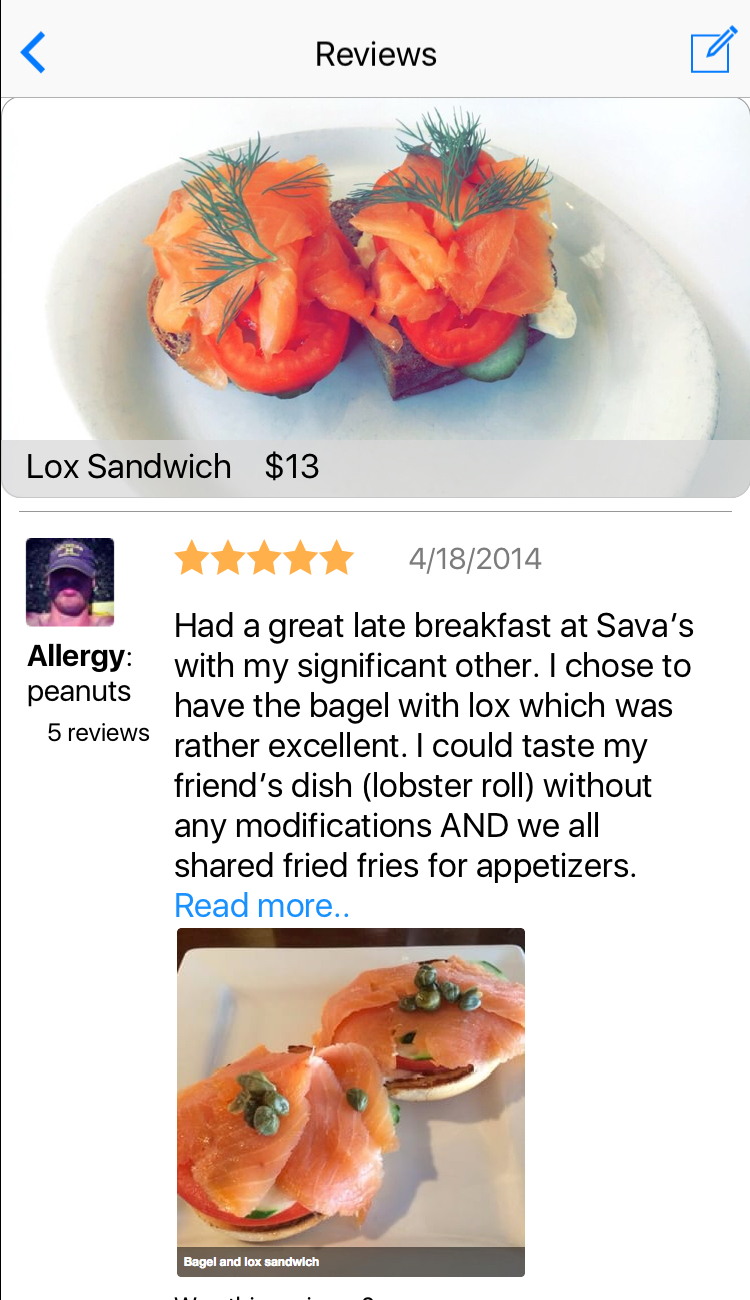 Reviews
Lox Sandwich $13
4/18/2014
Allergy:
peanuts
5 reviews
Had a great late breakfast at Sava’s
with my significant other. I chose to
have the bagel with lox which was
rather excellent. I could taste my
friend’s dish (lobster roll) without
any modifications AND we all
shared fried fries for appetizers.
Read more..
Bagel and lox sandwich